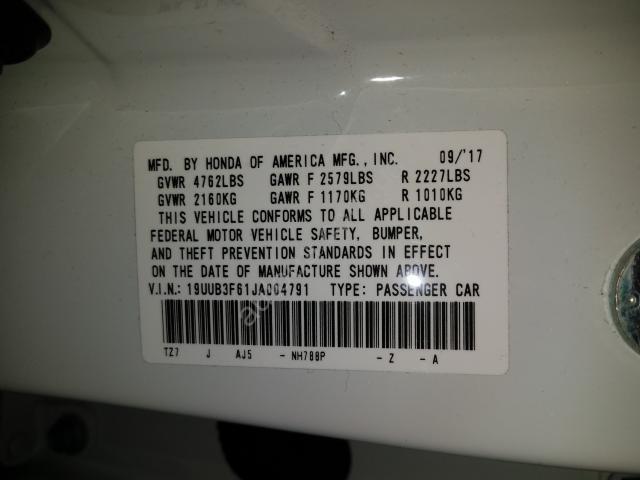 MFD. BY HONDA OF AMERICA MFG., INC. 09/'17
GVWR 4762LBS GAWR F 2579LBS R 2227LBS
GVWR 2160KG GAWR F 1170KG R 1010KG
THIS VEHICLE CONFORMS TO ALL APPLICABLE
FEDERAL MOTOR VEHICLE SAFETY, BUMPER,
AND THEFT PREVENTION STANDARDS IN EFFECT
ON THE DATE OF MANUFACTURE SHOWN ABOVE.
V.I.N.: 19UUB3F61JA004791 TYPE: PASSENGER CAR
TZ7 J AJ5 - NH788P - Z - A